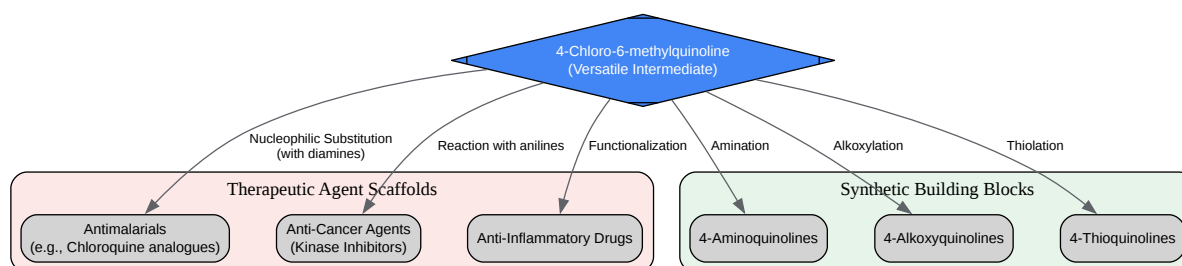 4-Chloro-6-methylquinoline
(Versatile Intermediate)
Nucleophilic Substitution
(with diamines)
Reaction with anilines
Functionalization
Amination
Alkoxylation
Thiolation
Therapeutic Agent Scaffolds
Synthetic Building Blocks
Antimalarials
(e.g., Chloroquine analogues)
Anti-Cancer Agents
(Kinase Inhibitors)
Anti-Inflammatory Drugs
4-Aminoquinolines
4-Alkoxyquinolines
4-Thioquinolines